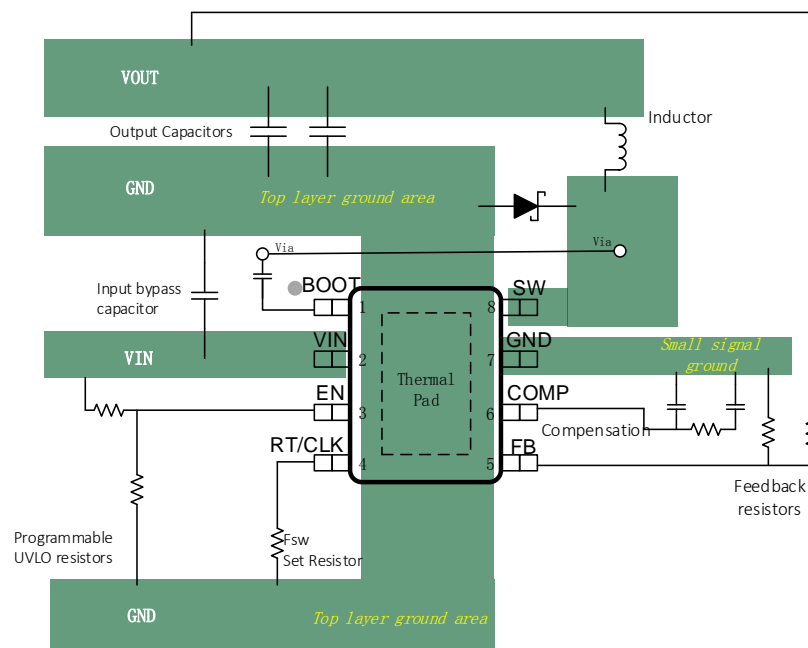 VOUT
Output Capacitors
Inductor
GND
Top layer ground area
Via
Via
Input bypass
capacitor
BOOT
SW
1
8
VIN
VIN
GND
2
7
Small signal
ground
Thermal
Pad
EN
COMP
3
6
Compensation
RT/CLK
FB
4
5
Feedback
resistors
Programmable
UVLO resistors
Fsw
Set Resistor
GND
Top layer ground area